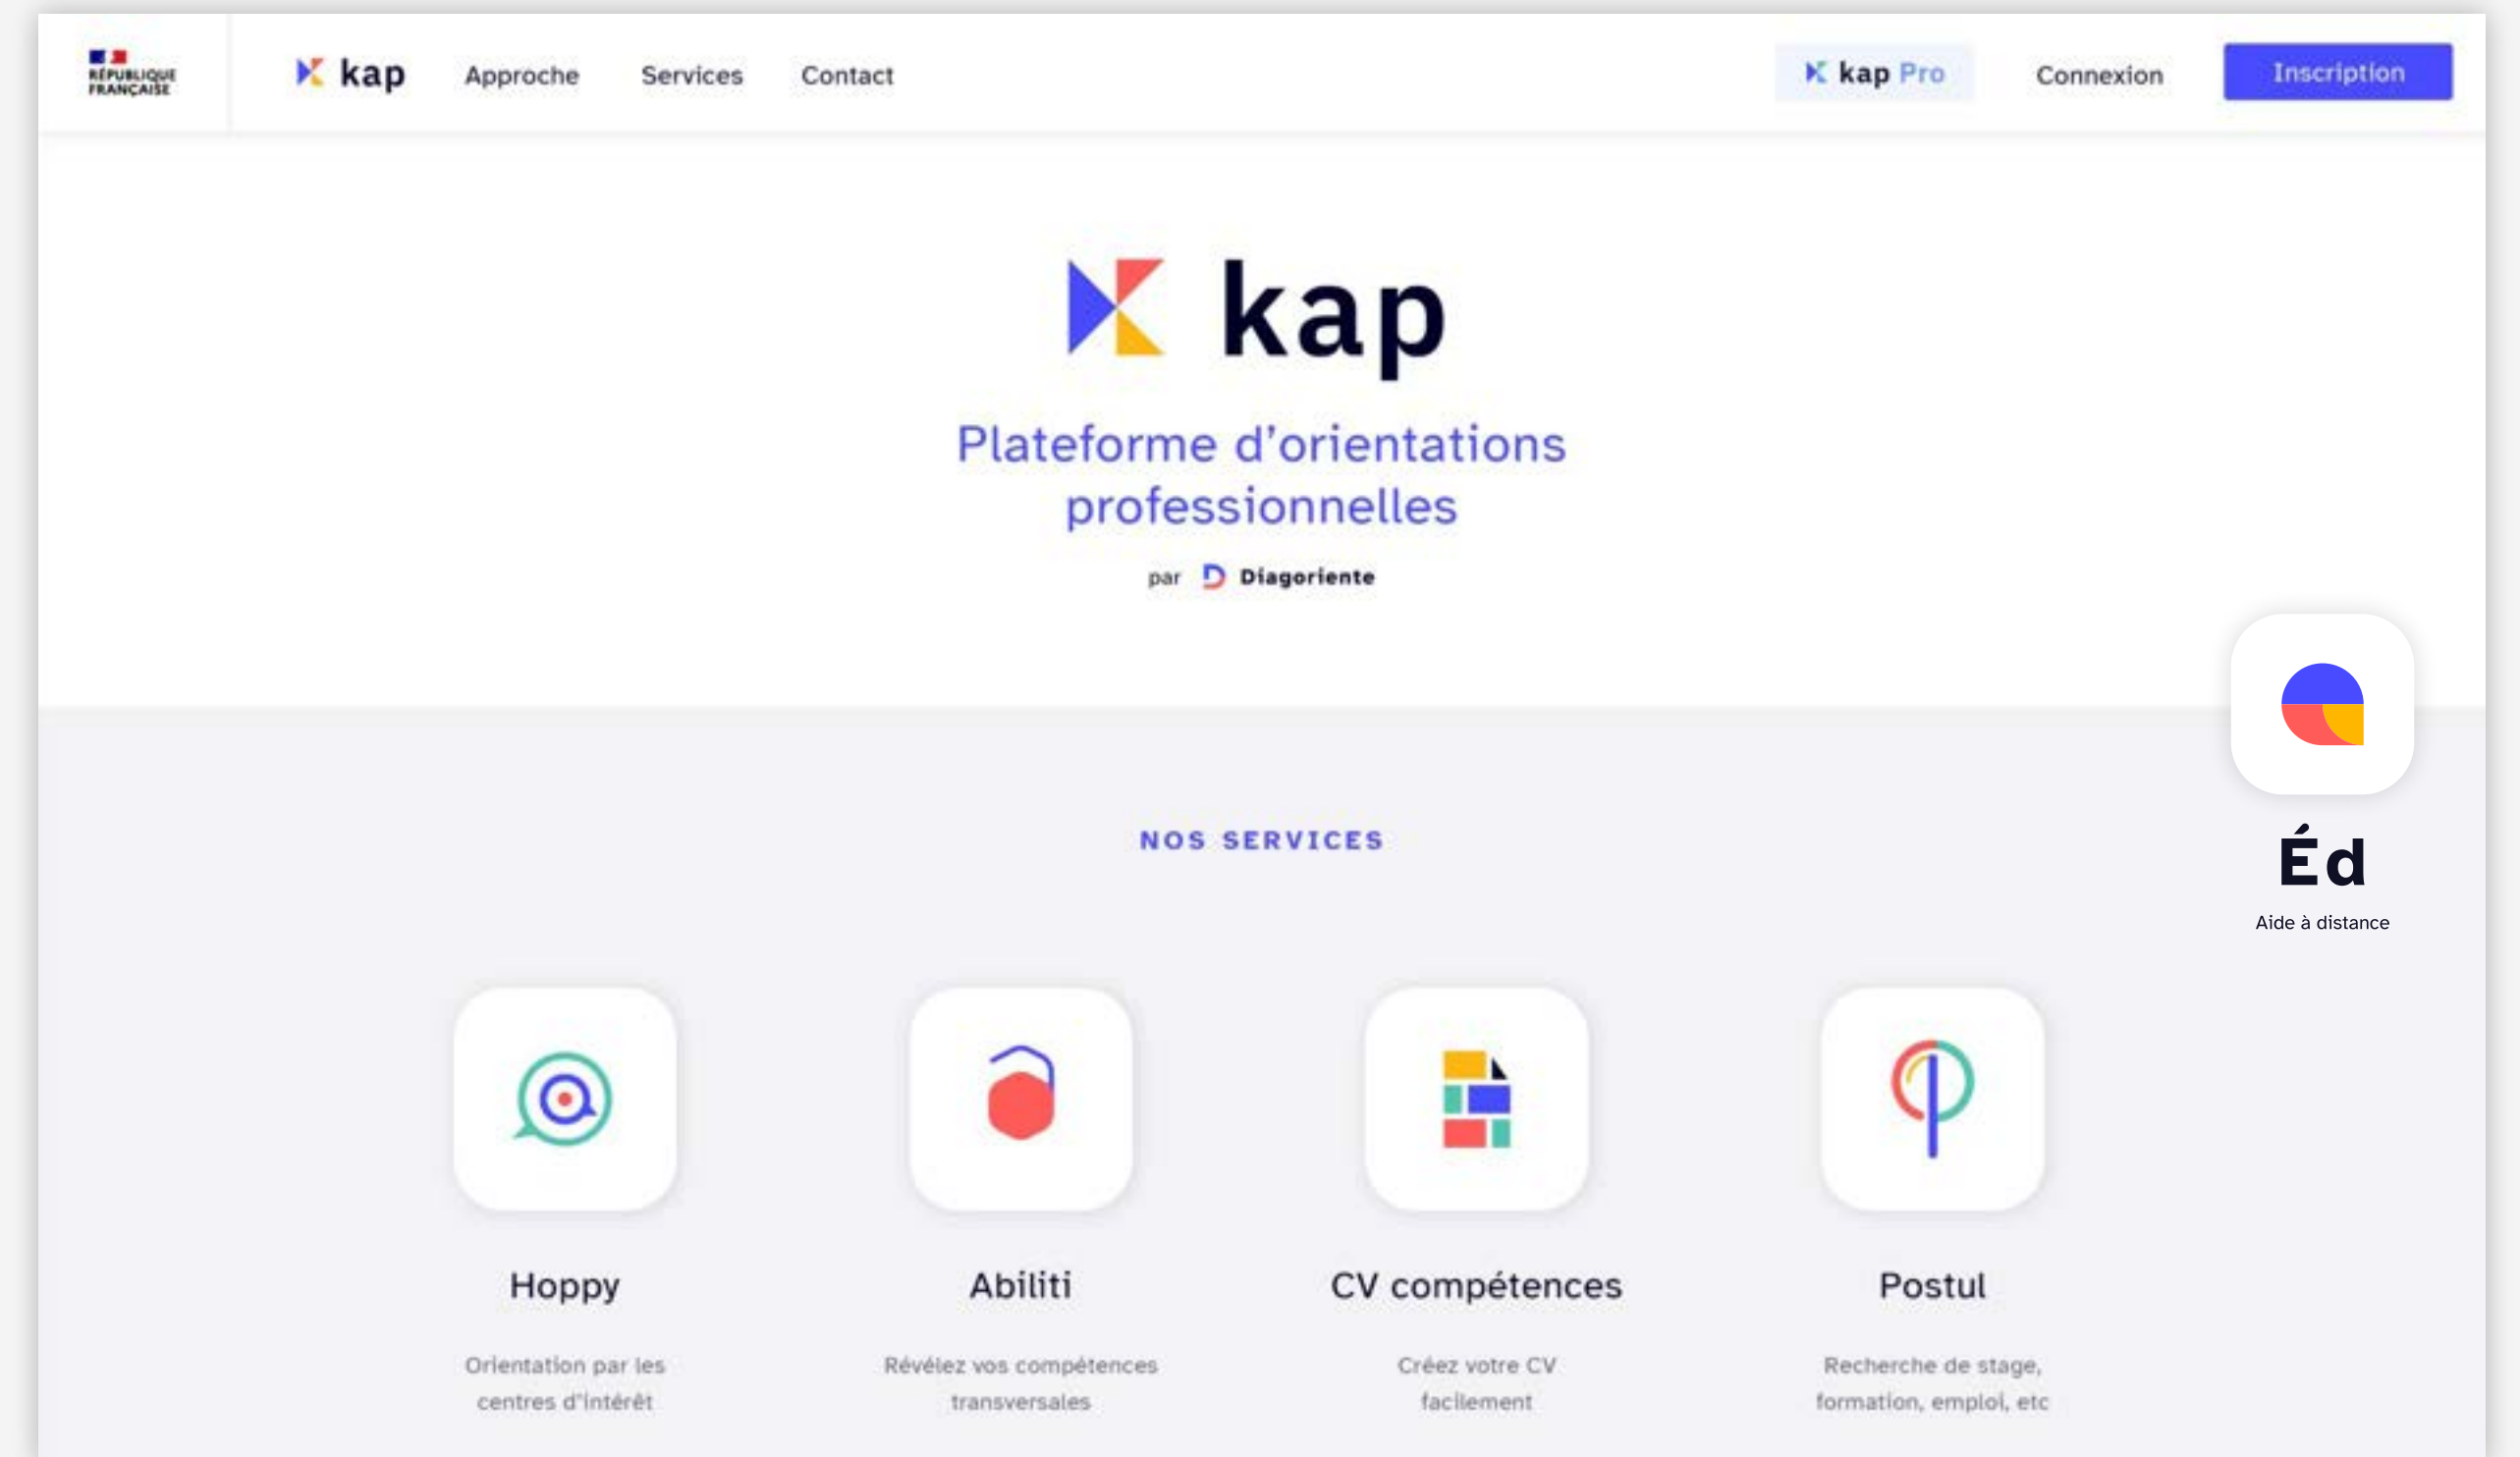 RÉPUBLIQUE
FRANÇAISE
kap
Approche
Services
Contact
kap Pro
Connexion
Inscription
kap
Plateforme d’orientations
professionnelles
par Diagoriente
NOS SERVICES
Éd
Aide à distance
Hoppy
Orientation par les
centres d'intérêt
Abiliti
Révélez vos compétences
transversales
CV compétences
Créez votre CV
facilement
Postul
Recherche de stage,
formation, emploi, etc